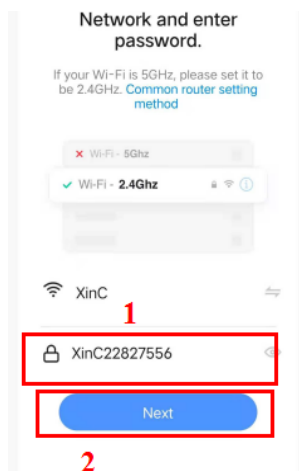 Network and enter
password.
If your Wi-Fi is 5GHz, please set it to
be 2.4GHz. Common router setting
method
Wi-Fi - 5Ghz
Wi-Fi - 2.4Ghz
XinC
1
XinC22827556
Next
2